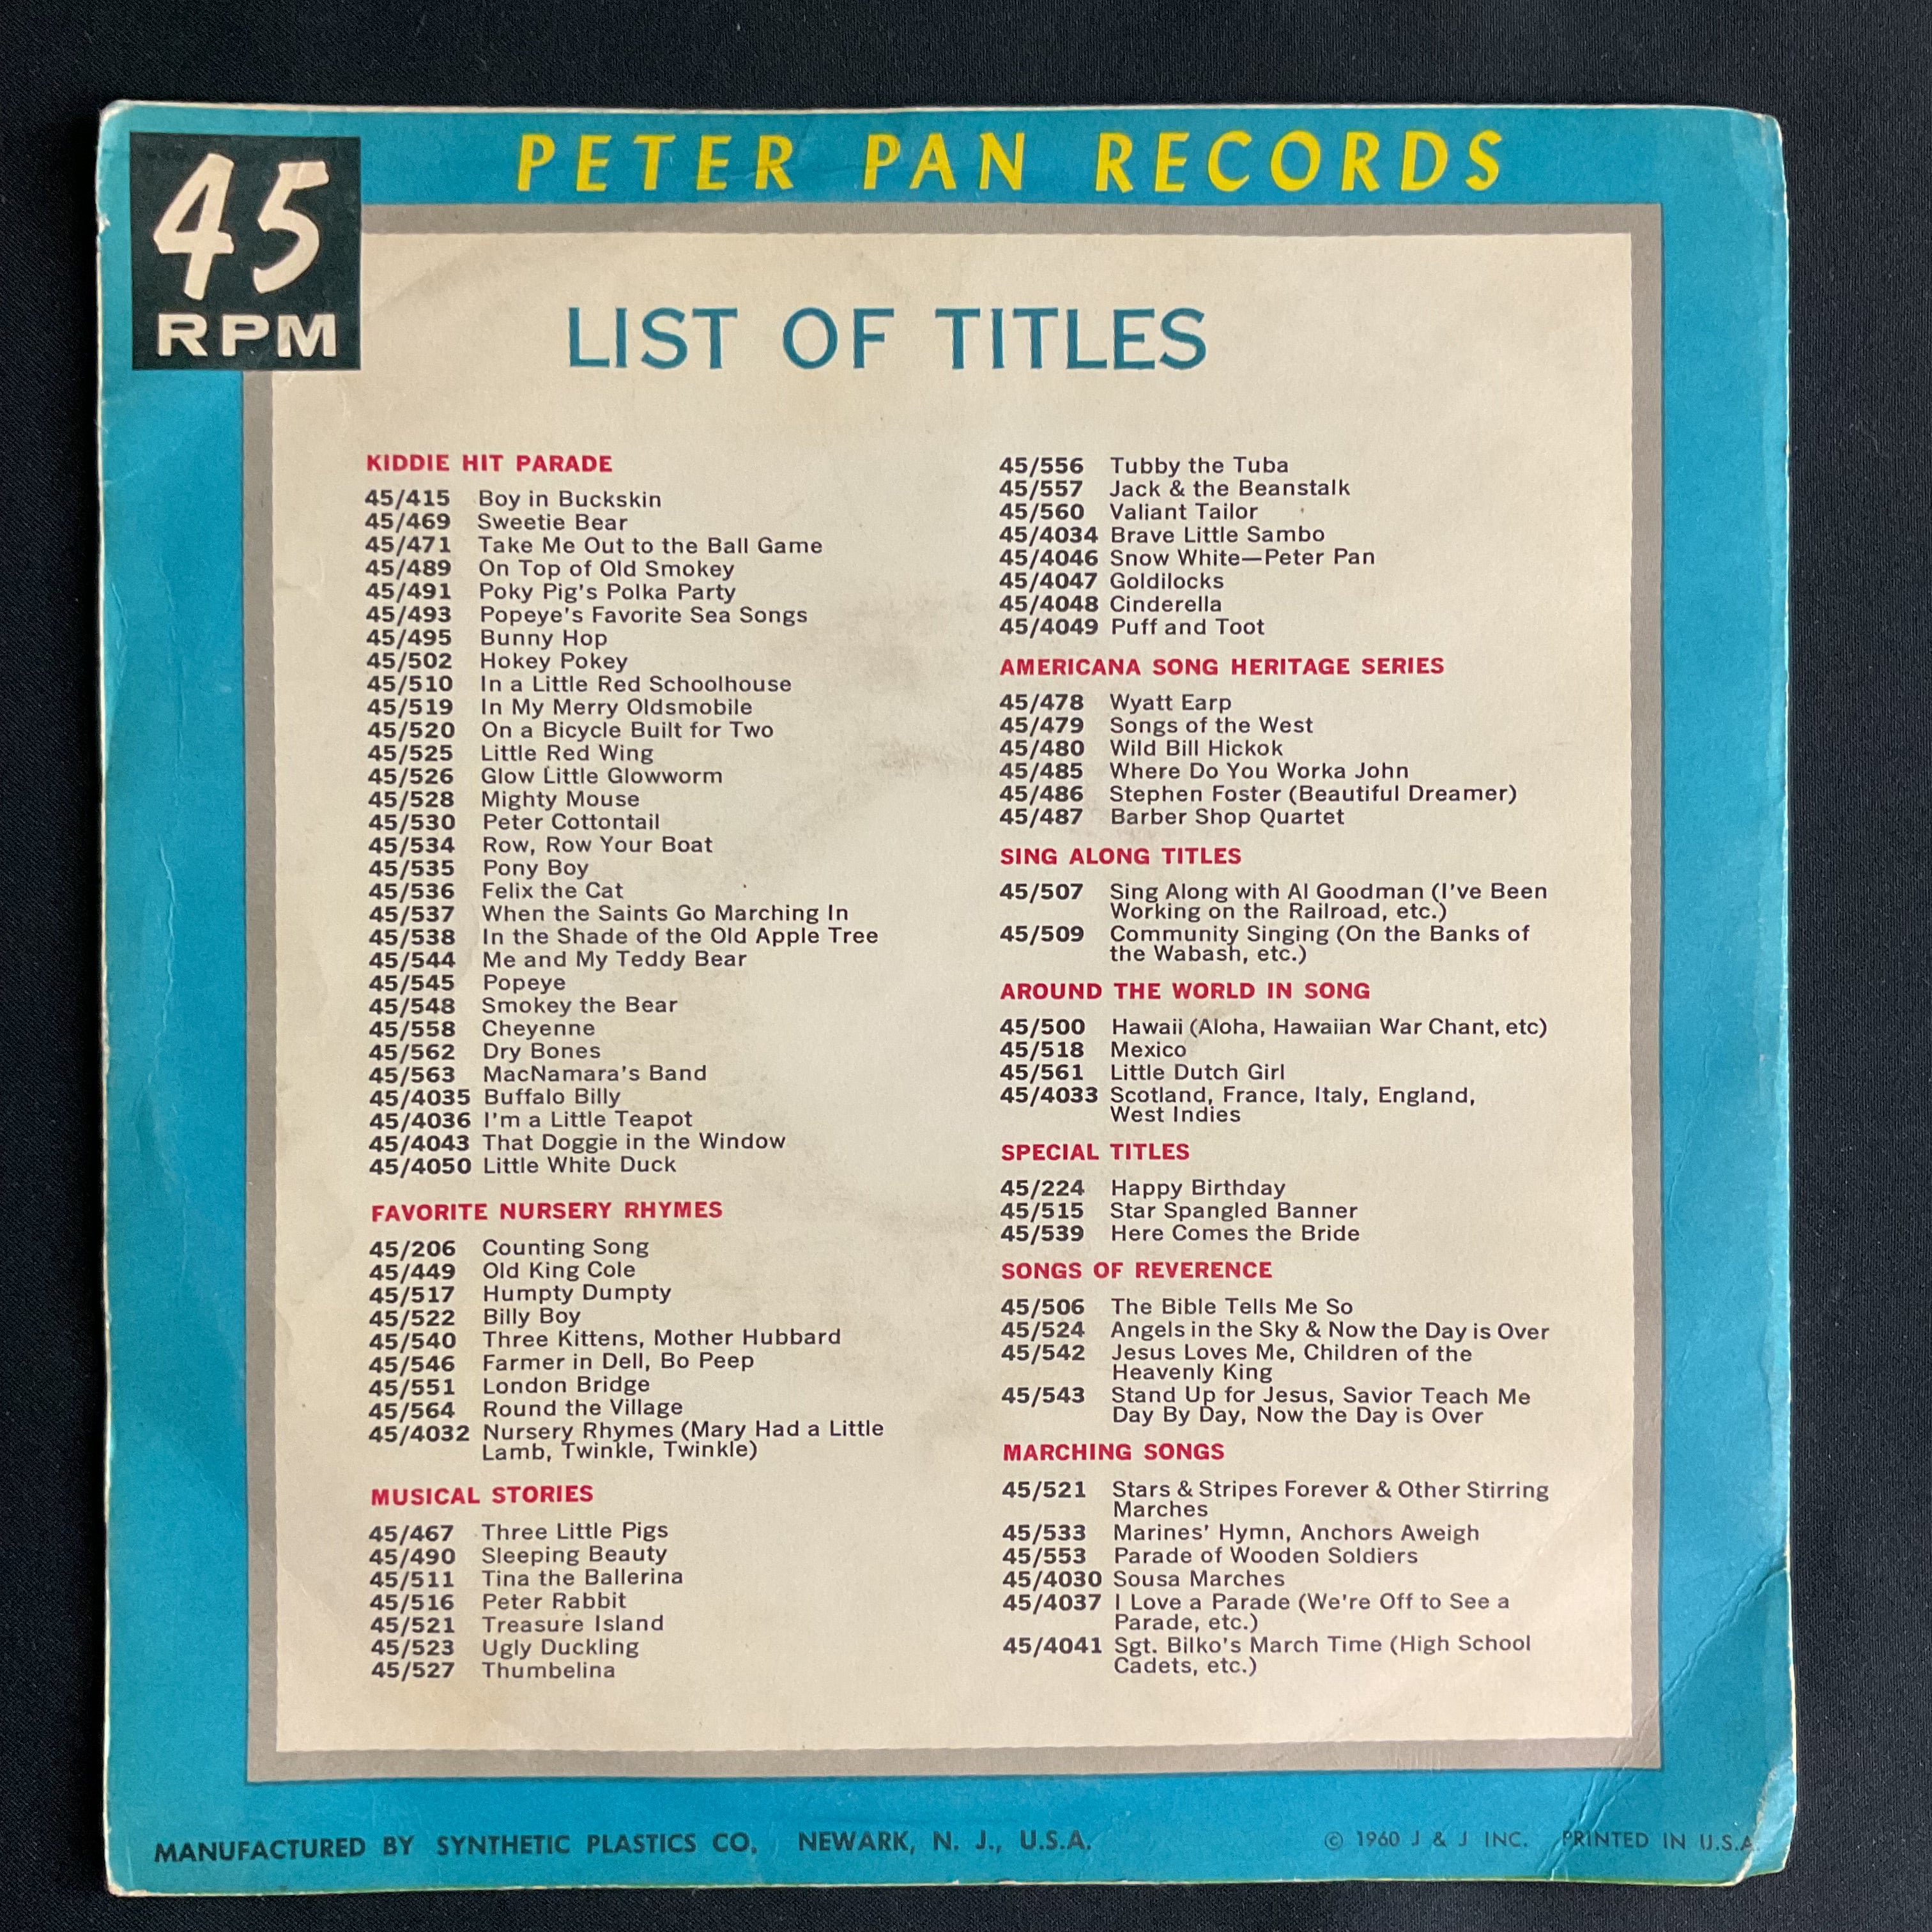 45
RPM
PETER PAN RECORDS
LIST OF TITLES
KIDDIE HIT PARADE
45/415 Boy in Buckskin
45/469 Sweetie Bear
45/471 Take Me Out to the Ball Game
45/489 On Top of Old Smokey
45/491 Poky Pig's Polka Party
45/493 Popeye's Favorite Sea Songs
45/495 Bunny Hop
45/502 Hokey Pokey
45/510 In a Little Red Schoolhouse
45/519 In My Merry Oldsmobile
45/520 On a Bicycle Built for Two
45/525 Little Red Wing
45/526 Glow Little Glowworm
45/528 Mighty Mouse
45/530 Peter Cottontail
45/534 Row, Row Your Boat
45/535 Pony Boy
45/536 Felix the Cat
45/537 When the Saints Go Marching In
45/538 In the Shade of the Old Apple Tree
45/544 Me and My Teddy Bear
45/545 Popeye
45/548 Smokey the Bear
45/558 Cheyenne
45/562 Dry Bones
45/563 MacNamara's Band
45/4035 Buffalo Billy
45/4036 I'm a Little Teapot
45/4043 That Doggie in the Window
45/4050 Little White Duck
FAVORITE NURSERY RHYMES
45/206 Counting Song
45/449 Old King Cole
45/517 Humpty Dumpty
45/522 Billy Boy
45/540 Three Kittens, Mother Hubbard
45/546 Farmer in Dell, Bo Peep
45/551 London Bridge
45/564 Round the Village
45/4032 Nursery Rhymes (Mary Had a Little
Lamb, Twinkle, Twinkle)
MUSICAL STORIES
45/467 Three Little Pigs
45/490 Sleeping Beauty
45/511 Tina the Ballerina
45/516 Peter Rabbit
45/521 Treasure Island
45/523 Ugly Duckling
45/527 Thumbelina
45/556 Tubby the Tuba
45/557 Jack & the Beanstalk
45/560 Valiant Tailor
45/4034 Brave Little Sambo
45/4046 Snow White—Peter Pan
45/4047 Goldilocks
45/4048 Cinderella
45/4049 Puff and Toot
AMERICANA SONG HERITAGE SERIES
45/478 Wyatt Earp
45/479 Songs of the West
45/480 Wild Bill Hickok
45/485 Where Do You Worka John
45/486 Stephen Foster (Beautiful Dreamer)
45/487 Barber Shop Quartet
SING ALONG TITLES
45/507 Sing Along with Al Goodman (I've Been
Working on the Railroad, etc.)
45/509 Community Singing (On the Banks of
the Wabash, etc.)
AROUND THE WORLD IN SONG
45/500 Hawaii (Aloha, Hawaiian War Chant, etc)
45/518 Mexico
45/561 Little Dutch Girl
45/4033 Scotland, France, Italy, England,
West Indies
SPECIAL TITLES
45/224 Happy Birthday
45/515 Star Spangled Banner
45/539 Here Comes the Bride
SONGS OF REVERENCE
45/506 The Bible Tells Me So
45/524 Angels in the Sky & Now the Day is Over
45/542 Jesus Loves Me, Children of the
Heavenly King
45/543 Stand Up for Jesus, Savior Teach Me
Day By Day, Now the Day is Over
MARCHING SONGS
45/521 Stars & Stripes Forever & Other Stirring
Marches
45/533 Marines' Hymn, Anchors Aweigh
45/553 Parade of Wooden Soldiers
45/4030 Sousa Marches
45/4037 I Love a Parade (We're Off to See a
Parade, etc.)
45/4041 Sgt. Bilko's March Time (High School
Cadets, etc.)
MANUFACTURED BY SYNTHETIC PLASTICS CO. NEWARK, N. J., U.S.A.
© 1960 J & J INC. PRINTED IN U.S.A.